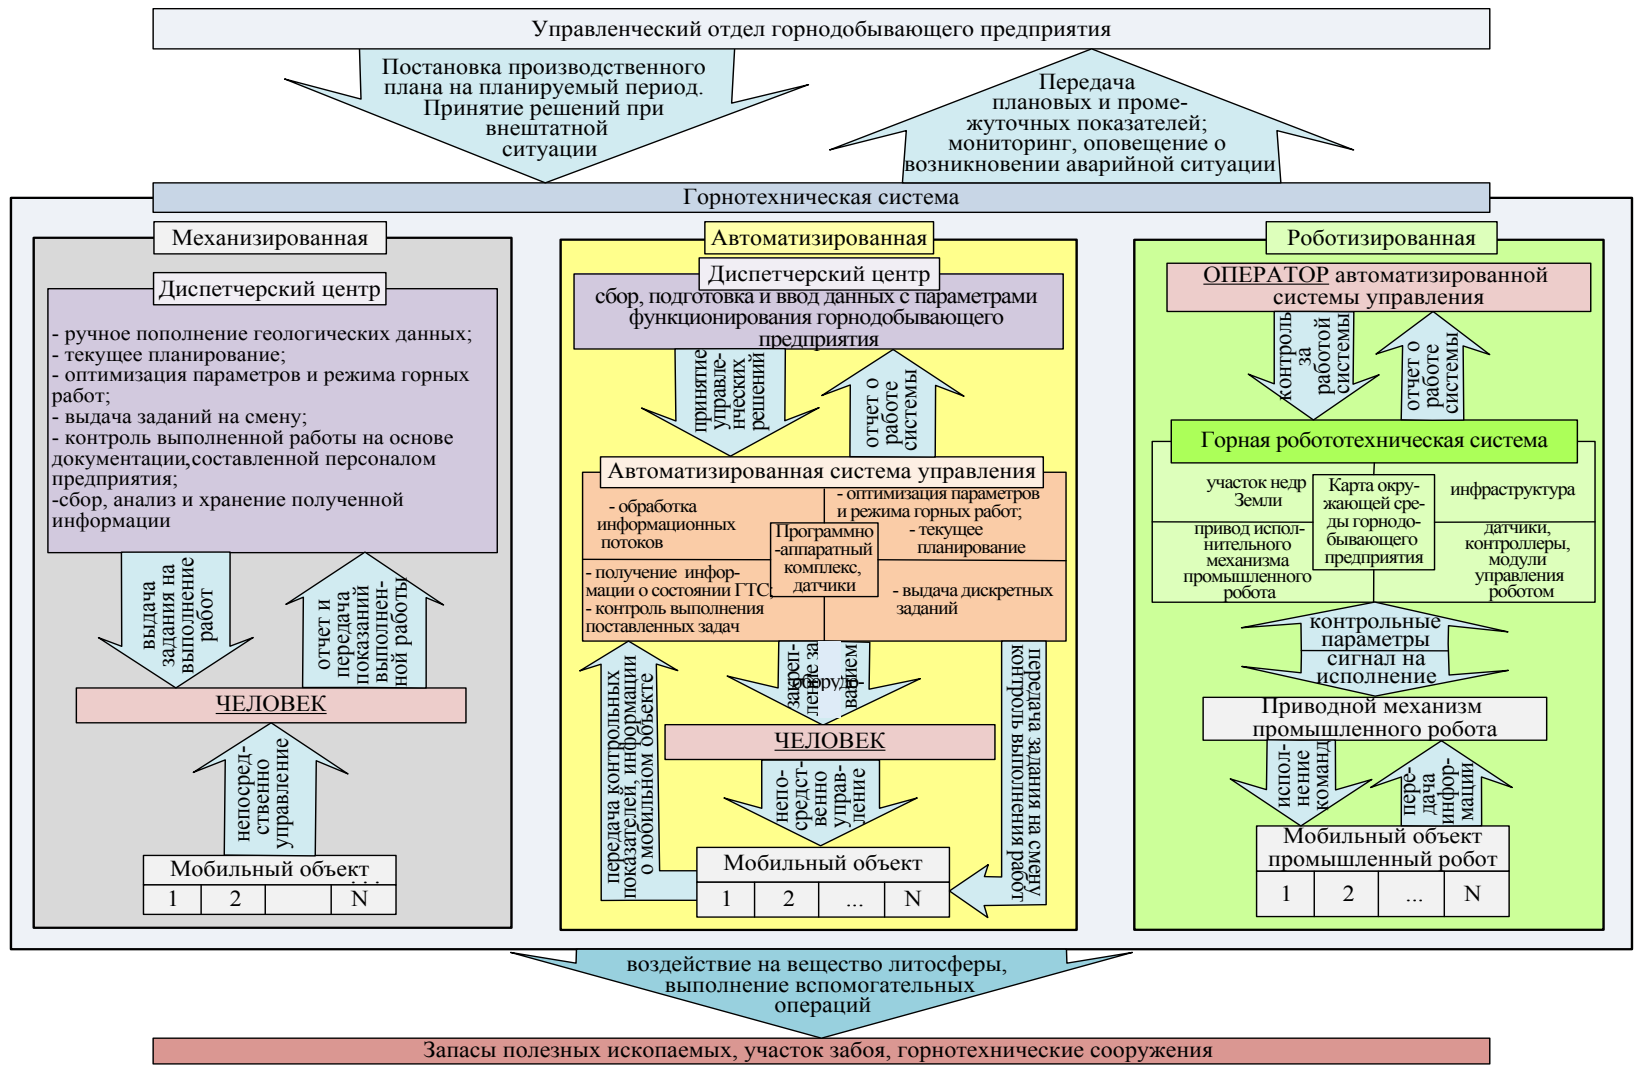 Управленческий отдел горнодобывающего предприятия
Постановка производственного
плана на планируемый период.
Принятие решений при
внештатной
ситуации
Передача
плановых и проме-
жуточных показателей;
мониторинг, оповещение о
возникновении аварийной ситуации
Горнотехническая система
Механизированная
Диспетчерский центр
- ручное пополнение геологических данных;
- текущее планирование;
- оптимизация параметров и режима горных
работ;
- выдача заданий на смену;
- контроль выполненной работы на основе
документации,составленной персоналом
предприятия;
-сбор, анализ и хранение полученной
информации
выдача
задания на
выполнение
работ
отчет и
передача
показаний
выполнен-
ной работы
ЧЕЛОВЕК
непосред-
ственно
управление
Мобильный объект
1 2 ... N
Автоматизированная
Диспетчерский центр
сбор, подготовка и ввод данных с параметрами
функционирования горнодобывающего
предприятия
принятие
управле-
нческих
решений
отчет о
работе
системы
Автоматизированная система управления
- обработка
информационных
потоков
- оптимизация параметров
и режима горных работ;
- текущее
планирование
Программно
-аппаратный
комплекс,
датчики
- получение инфор-
мации о состоянии ГТС;
- контроль выполнения
поставленных задач
- выдача дискретных
заданий
передача контрольных
показателей, информации
о мобильном объекте
закреп-
ление за
оборудо-
ванием
передача задания на смену
контроль выполнения работ
ЧЕЛОВЕК
непо-
средст-
венно
управ-
ление
Мобильный объект
1 2 ... N
Роботизированная
ОПЕРАТОР автоматизированной
системы управления
контроль
за
работой
системы
отчет о
работе
системы
Горная робототехническая система
участок недр
Земли
Карта окру-
жающей сре-
ды горнодо-
бывающего
предприятия
инфраструктура
привод испол-
нительного
механизма
промышленного
робота
датчики,
контроллеры,
модули
управления
роботом
контрольные
параметры
сигнал на
исполнение
Приводной механизм
промышленного робота
испол-
нение
команд
пере-
дача
инфор-
мации
Мобильный объект
промышленный робот
1 2 ... N
воздействие на вещество литосферы,
выполнение вспомогательных
операций
Запасы полезных ископаемых, участок забоя, горнотехнические сооружения